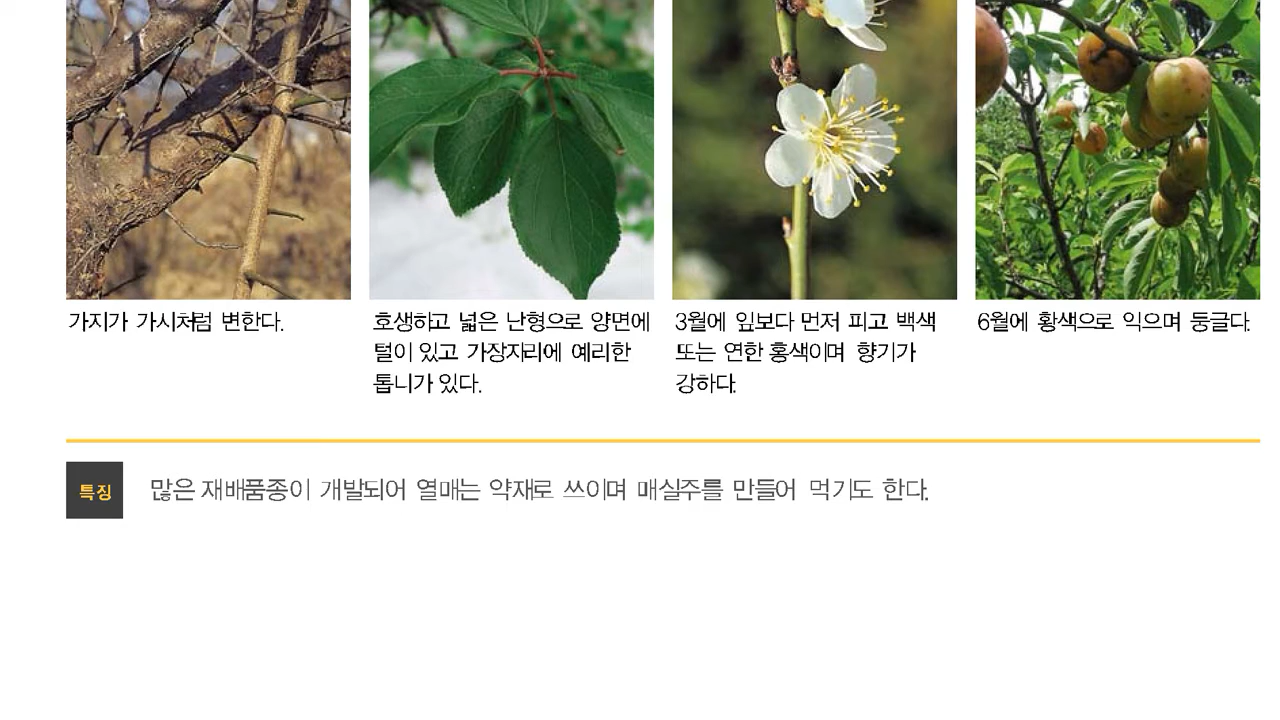 가지가 가시처럼 변한다.
호생하고 넓은 난형으로 양면에
털이 있고 가장자리에 예리한
톱니가 있다.
3월에 잎보다 먼저 피고 백색
또는 연한 홍색이며 향기가
강하다.
6월에 황색으로 익으며 둥글다.
특징
많은 재배품종이 개발되어 열매는 약재로 쓰이며 매실주를 만들어 먹기도 한다.